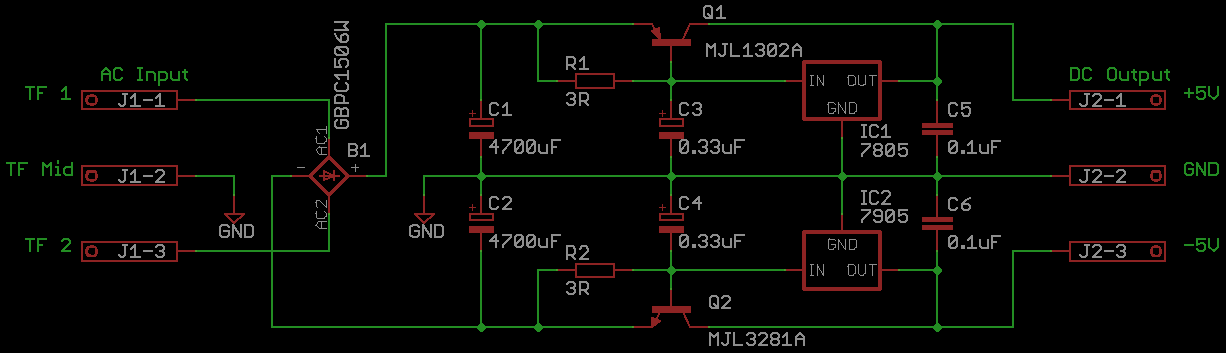 AC Input
TF 1
J1-1
TF Mid
J1-2
GND
TF 2
J1-3
GBPC1506W
AC1
B1
-
+
AC2
GND
+
C1
4700uF
+
C2
4700uF
R1
3R
R2
3R
Q1
MJL1302A
+
C3
0.33uF
+
C4
0.33uF
Q2
MJL3281A
IN
OUT
GND
IC1
7805
IC2
7905
GND
IN
OUT
C5
0.1uF
C6
0.1uF
DC Output
J2-1
+5V
J2-2
GND
J2-3
-5V